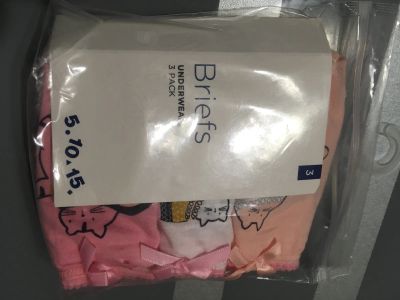 Briefs
UNDERWEAR
3 PACK
3
5.10.15.